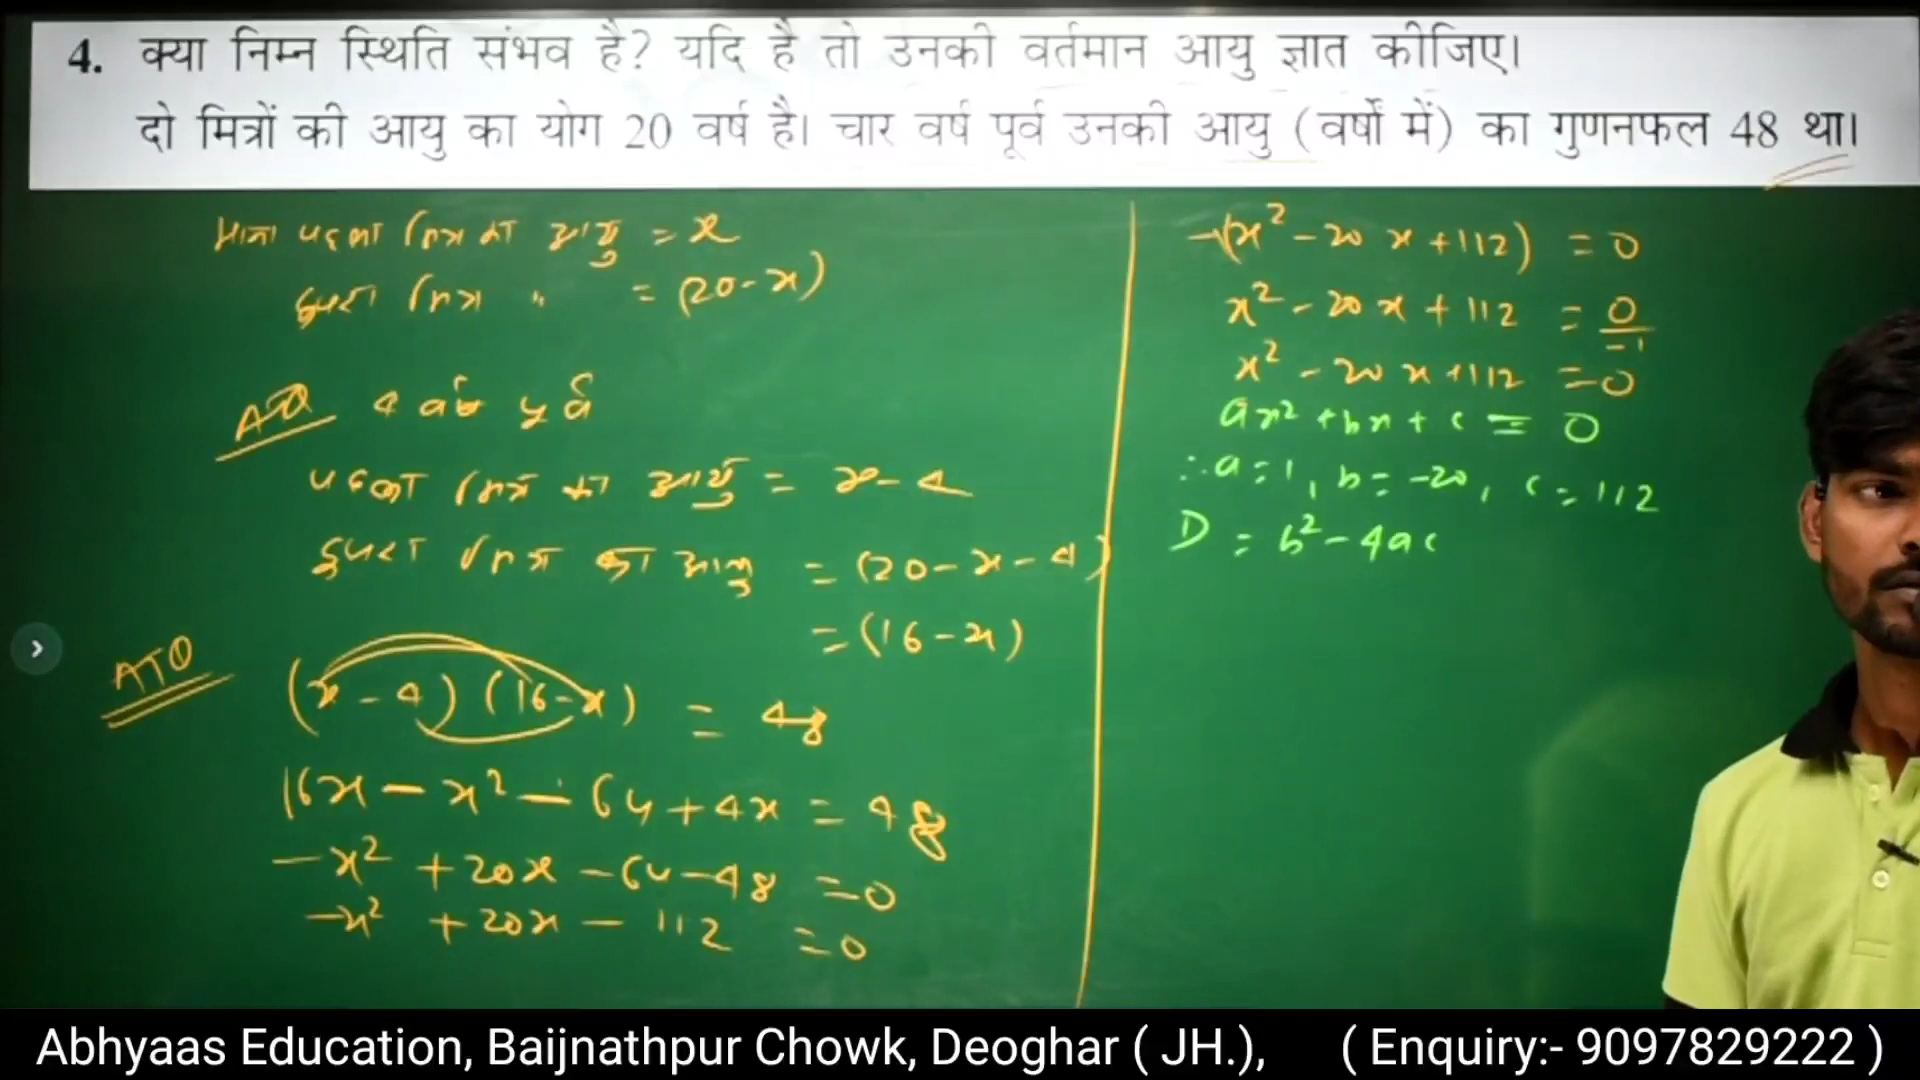 4. क्या निम्न स्थिति संभव है? यदि है तो उनकी वर्तमान आयु ज्ञात कीजिए।
दो मित्रों की आयु का योग 20 वर्ष है। चार वर्ष पूर्व उनकी आयु (वर्षों में) का गुणनफल 48 था।
माना पहला मित्र का आयु = x
दुसरा मित्र " = (20-x)
ATQ 4 वर्ष पूर्व
पहला मित्र का आयु = x-4
दुसरा मित्र का आयु = (20-x-4)
= (16-x)
ATQ (x-4) (16-x) = 48
16x - x² - 64 + 4x = 48
-x² + 20x - 64 - 48 = 0
-x² + 20x - 112 = 0
-(x² - 20x + 112) = 0
x² - 20x + 112 = 0/-1
x² - 20x + 112 = 0
ax² + bx + c = 0
∴ a=1, b=-20, c=112
D = b² - 4ac
Abhyaas Education, Baijnathpur Chowk, Deoghar ( JH.), ( Enquiry:- 9097829222 )